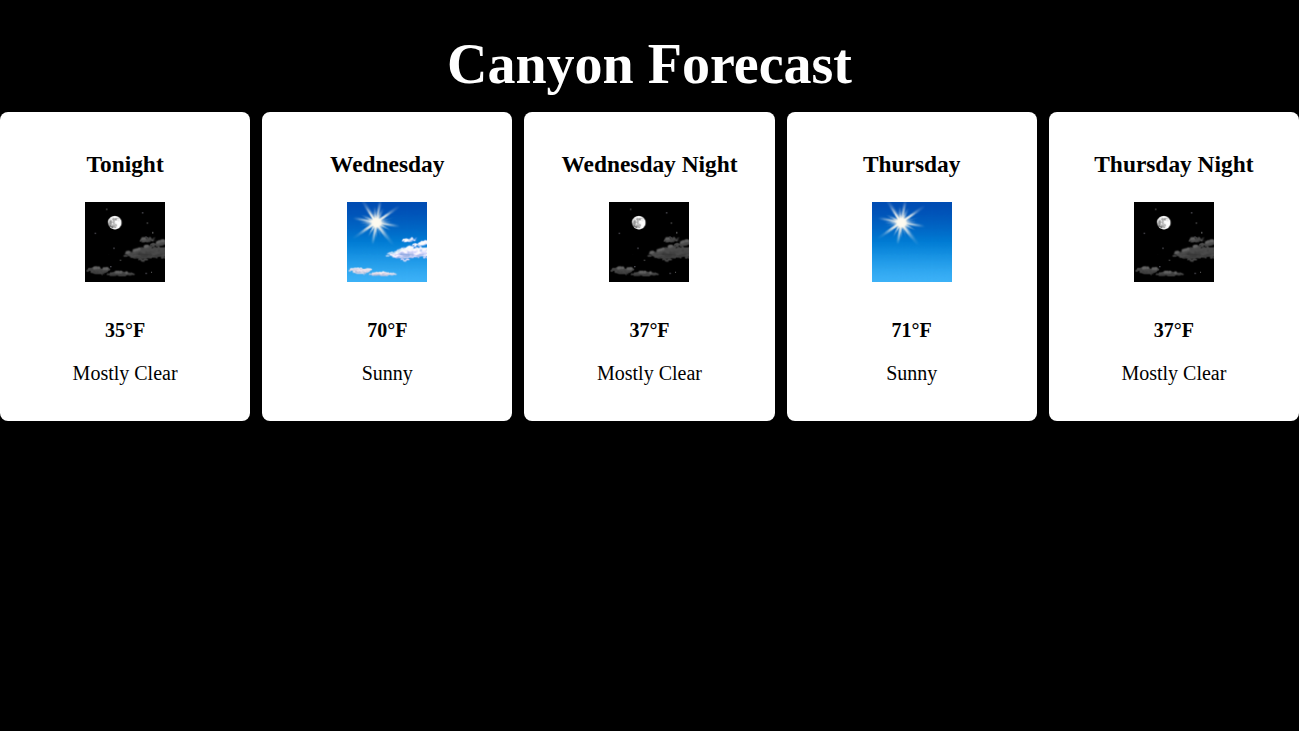 Canyon Forecast
Tonight
35°F
Mostly Clear
Wednesday
70°F
Sunny
Wednesday Night
37°F
Mostly Clear
Thursday
71°F
Sunny
Thursday Night
37°F
Mostly Clear